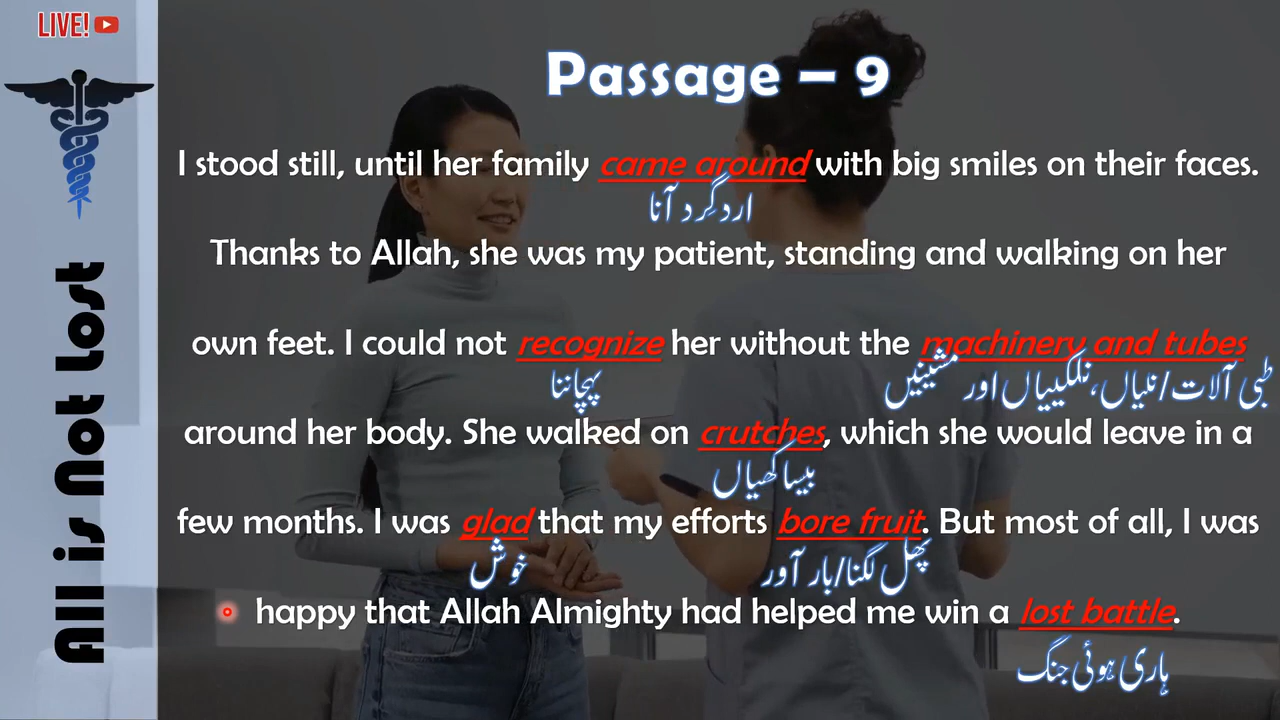 LIVE!
All is Not Lost
Passage – 9
I stood still, until her family came around with big smiles on their faces.
ارد گِرد آنا
Thanks to Allah, she was my patient, standing and walking on her
own feet. I could not recognize her without the machinery and tubes
پہچاننا
طبی آلات/نلیاں، نلکیییاں اور مشینیں
around her body. She walked on crutches, which she would leave in a
بیساکھیاں
few months. I was glad that my efforts bore fruit. But most of all, I was
خوش
پھل لگنا/بار آور
happy that Allah Almighty had helped me win a lost battle.
ہاری ہوئی جنگ